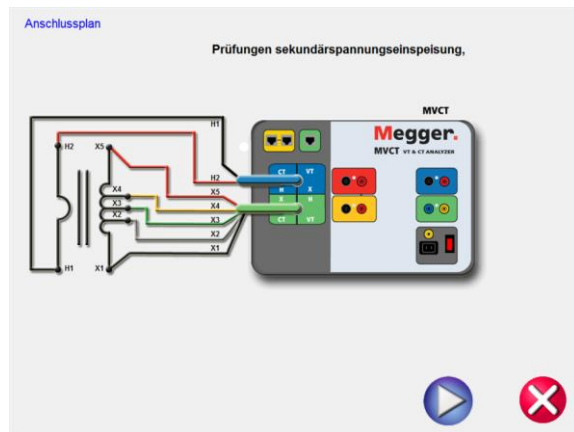 Anschlussplan
Prüfungen sekundärspannungseinspeisung,
MVCT
Megger.
MVCT VT & CT ANALYZER
H1
H2
X5
CT VT
H2
H X
X4
X5
X H
X3
X4
X2
X3
CT VT
X2
X1
H1
X1